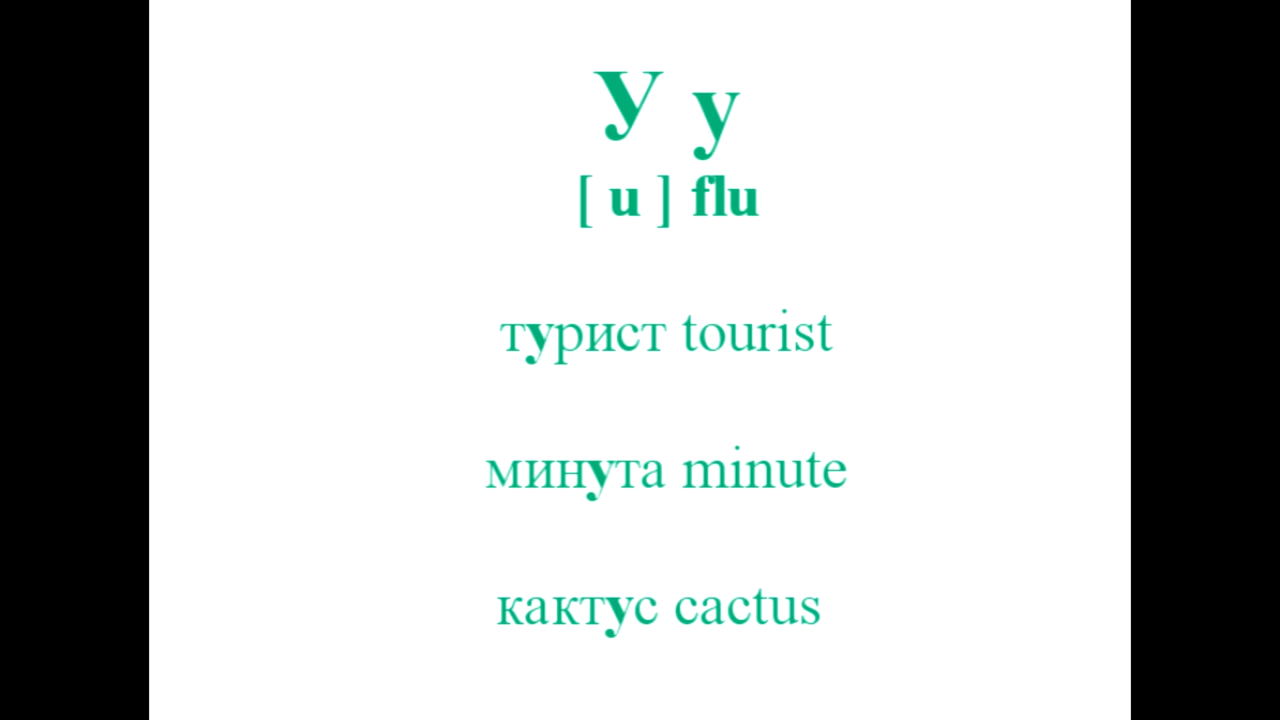 У у
[ u ] flu
турист tourist
минута minute
кактус cactus